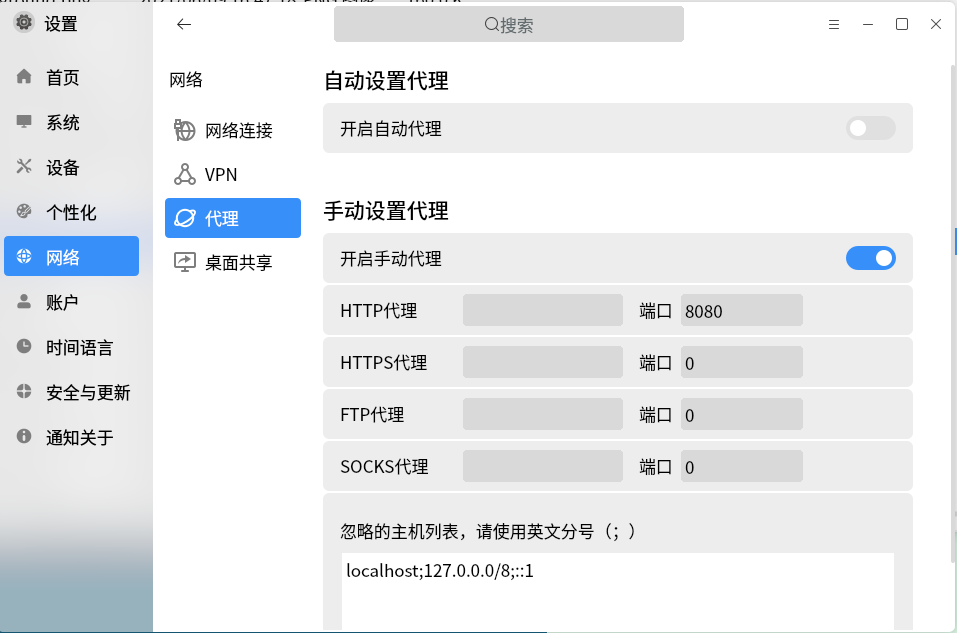 设置
搜索
首页
系统
设备
个性化
网络
账户
时间语言
安全与更新
通知关于
网络
网络连接
VPN
代理
桌面共享
自动设置代理
开启自动代理
手动设置代理
开启手动代理
HTTP代理 端口 8080
HTTPS代理 端口 0
FTP代理 端口 0
SOCKS代理 端口 0
忽略的主机列表，请使用英文分号（；）
localhost;127.0.0.0/8;::1